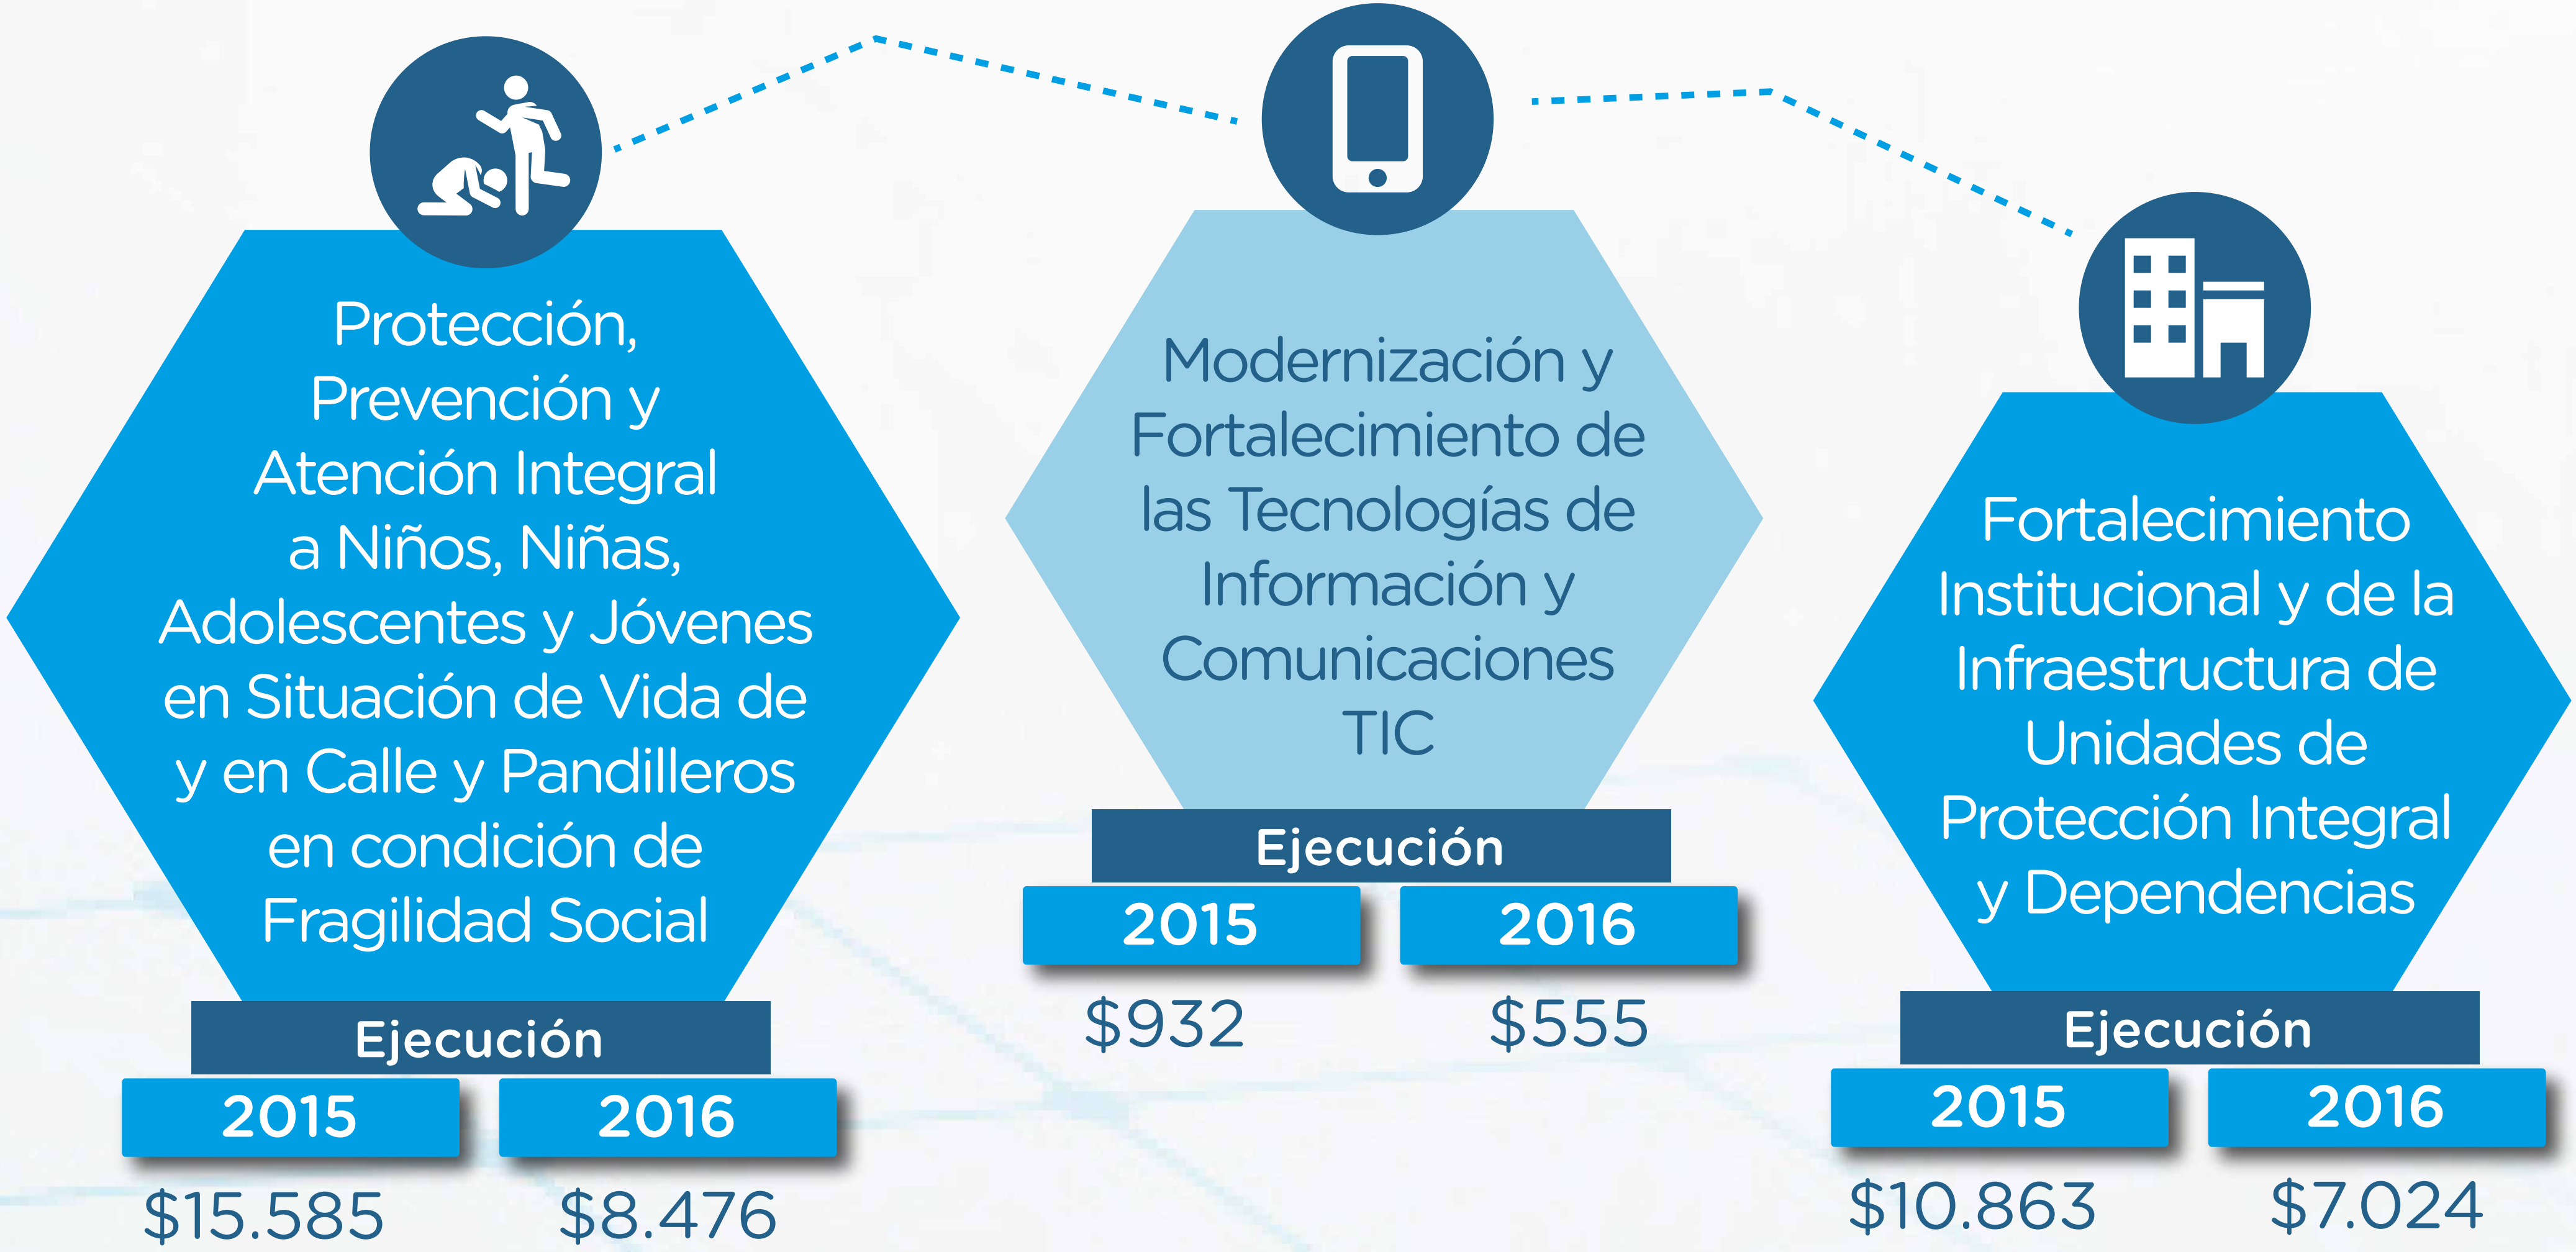 Protección,
Prevención y
Atención Integral
a Niños, Niñas,
Adolescentes y Jóvenes
en Situación de Vida de
y en Calle y Pandilleros
en condición de
Fragilidad Social
Ejecución
2015 2016
$15.585 $8.476
Modernización y
Fortalecimiento de
las Tecnologías de
Información y
Comunicaciones
TIC
Ejecución
2015 2016
$932 $555
Fortalecimiento
Institucional y de la
Infraestructura de
Unidades de
Protección Integral
y Dependencias
Ejecución
2015 2016
$10.863 $7.024